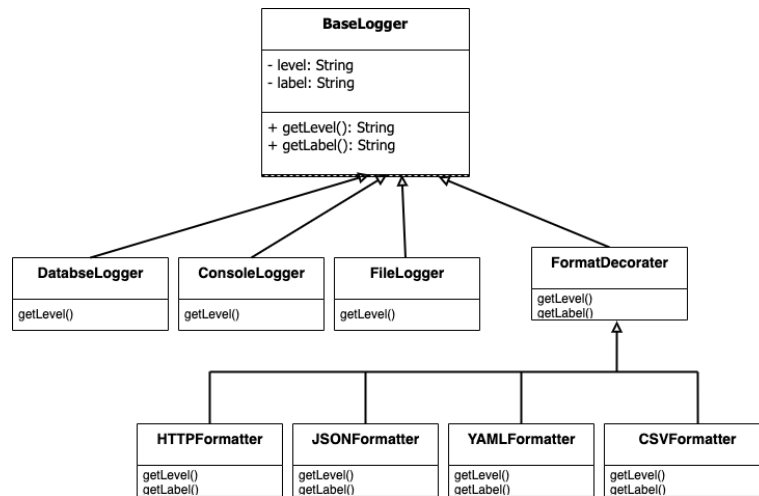 BaseLogger
- level: String
- label: String
+ getLevel(): String
+ getLabel(): String
DatabseLogger
getLevel()
ConsoleLogger
getLevel()
FileLogger
getLevel()
FormatDecorater
getLevel()
getLabel()
HTTPFormatter
getLevel()
getLabel()
JSONFormatter
getLevel()
getLabel()
YAMLFormatter
getLevel()
getLabel()
CSVFormatter
getLevel()
getLabel()